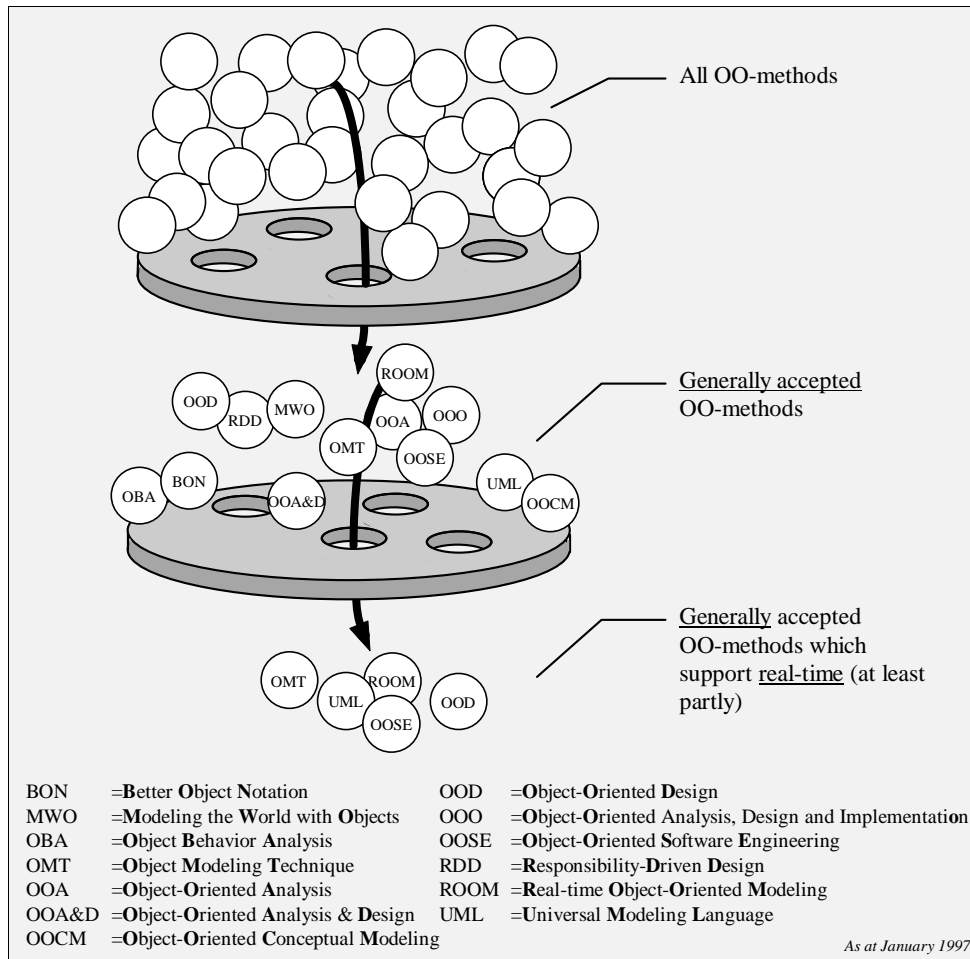 All OO-methods
ROOM
OOD
MWO
RDD
OOA
OOO
OMT
OOSE
Generally accepted
OO-methods
BON
OBA
OOA&D
UML
OOCM
Generally accepted
OO-methods which
support real-time (at least
partly)
OMT
ROOM
UML
OOD
OOSE
BON =Better Object Notation
MWO =Modeling the World with Objects
OBA =Object Behavior Analysis
OMT =Object Modeling Technique
OOA =Object-Oriented Analysis
OOA&D =Object-Oriented Analysis & Design
OOCM =Object-Oriented Conceptual Modeling
OOD =Object-Oriented Design
OOO =Object-Oriented Analysis, Design and Implementation
OOSE =Object-Oriented Software Engineering
RDD =Responsibility-Driven Design
ROOM =Real-time Object-Oriented Modeling
UML =Universal Modeling Language
As at January 1997